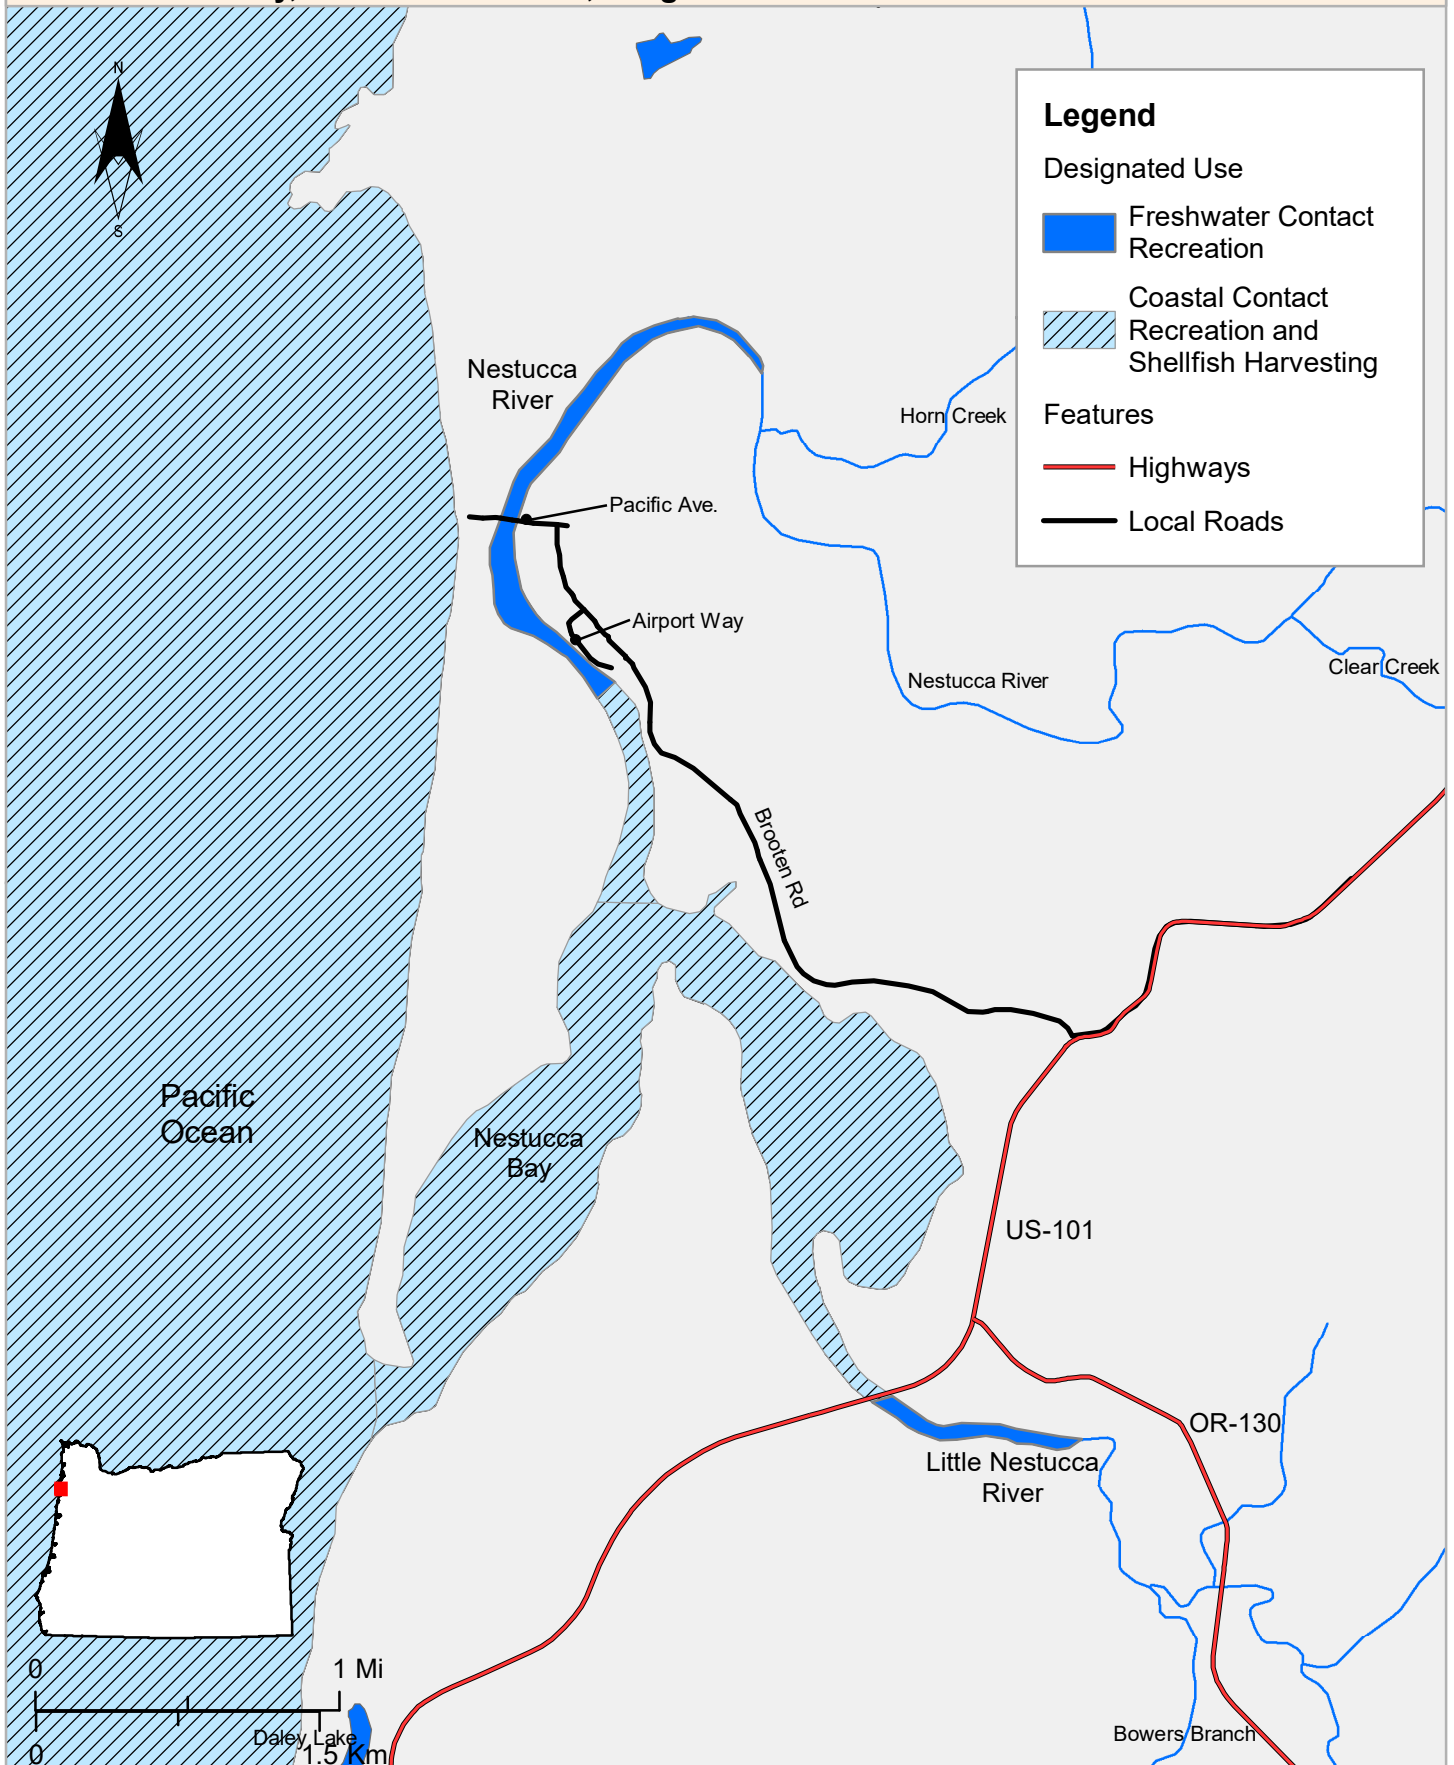 N
S
Legend
Designated Use
Freshwater Contact
Recreation
Coastal Contact
Recreation and
Shellfish Harvesting
Features
Highways
Local Roads
Nestucca
River
Horn Creek
Pacific Ave.
Airport Way
Nestucca River
Clear Creek
Brooten Rd
Pacific
Ocean
Nestucca
Bay
US-101
OR-130
Little Nestucca
River
0
1 Mi
Daley Lake
0
1.5 Km
Bowers Branch